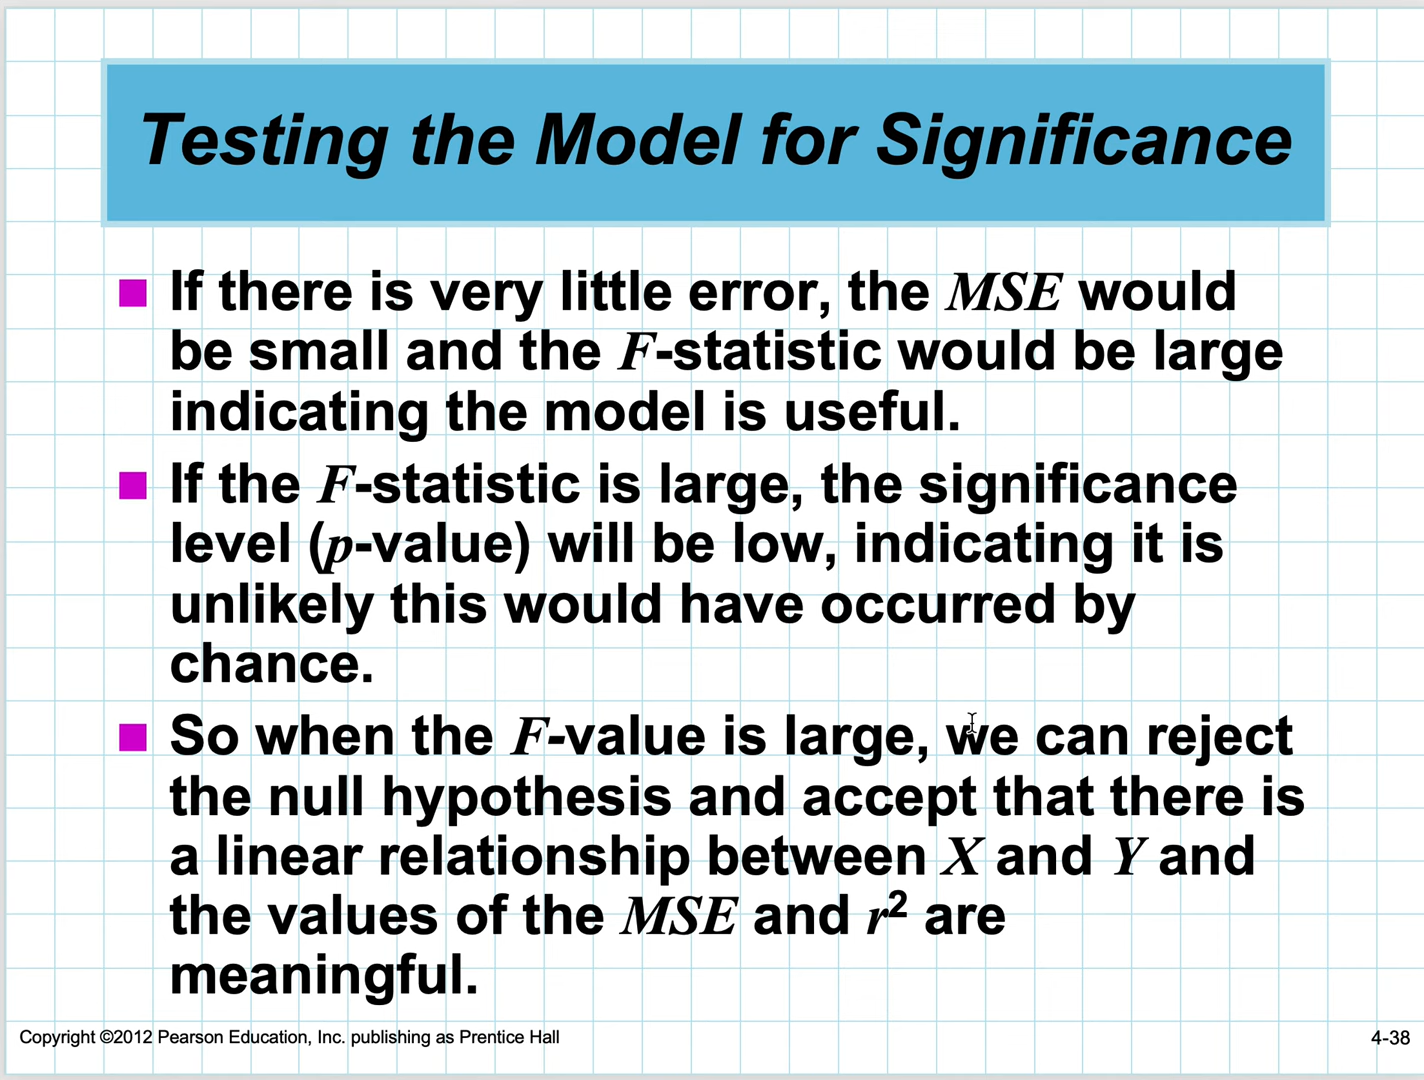 Testing the Model for Significance
If there is very little error, the MSE would
be small and the F-statistic would be large
indicating the model is useful.
If the F-statistic is large, the significance
level (p-value) will be low, indicating it is
unlikely this would have occurred by
chance.
So when the F-value is large, we can reject
the null hypothesis and accept that there is
a linear relationship between X and Y and
the values of the MSE and r² are
meaningful.
Copyright ©2012 Pearson Education, Inc. publishing as Prentice Hall
4-38